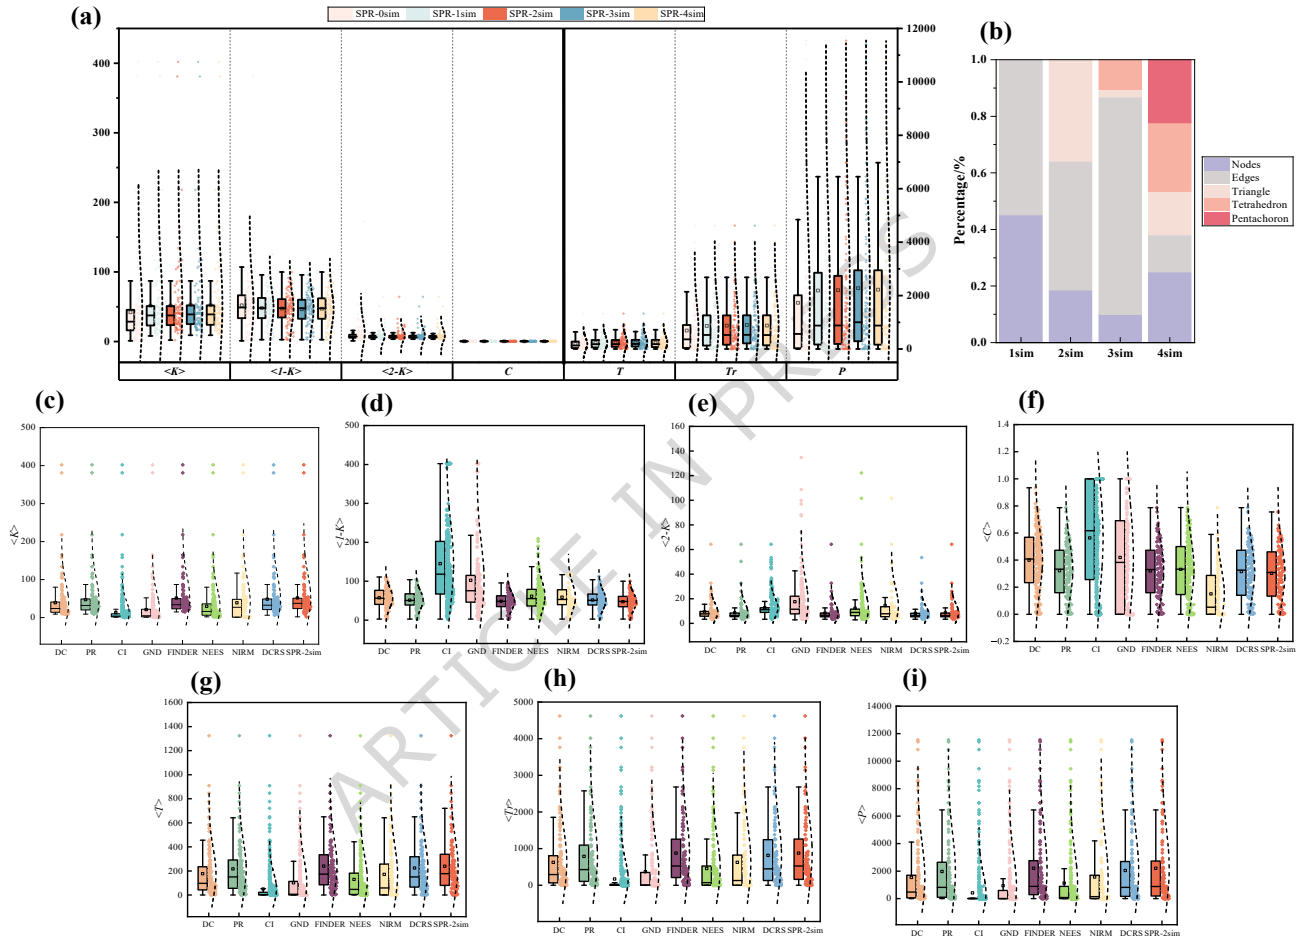 (a)
SPR-0sim SPR-1sim SPR-2sim SPR-3sim SPR-4sim
400
300
200
100
0
12000
10000
8000
6000
4000
2000
0
<K> <1-K> <2-K> C T Tr P
(b)
Percentage/%
1.0
0.8
0.6
0.4
0.2
0.0
1sim 2sim 3sim 4sim
Nodes
Edges
Triangle
Tetrahedron
Pentachoron
(c)
<K>
500
400
300
200
100
0
DC PR CI GND FINDER NEES NIRM DCRS SPR-2sim
(d)
<1-K>
500
400
300
200
100
0
DC PR CI GND FINDER NEES NIRM DCRS SPR-2sim
(e)
<2-K>
160
140
120
100
80
60
40
20
0
DC PR CI GND FINDER NEES NIRM DCRS SPR-2sim
(f)
<C>
1.4
1.2
1.0
0.8
0.6
0.4
0.2
0.0
−0.2
DC PR CI GND FINDER NEES NIRM DCRS SPR-2sim
(g)
<T>
1600
1400
1200
1000
800
600
400
200
0
DC PR CI GND FINDER NEES NIRM DCRS SPR-2sim
(h)
<Tr>
5000
4000
3000
2000
1000
0
DC PR CI GND FINDER NEES NIRM DCRS SPR-2sim
(i)
<P>
14000
12000
10000
8000
6000
4000
2000
0
DC PR CI GND FINDER NEES NIRM DCRS SPR-2sim
ARTICLE IN PRESS